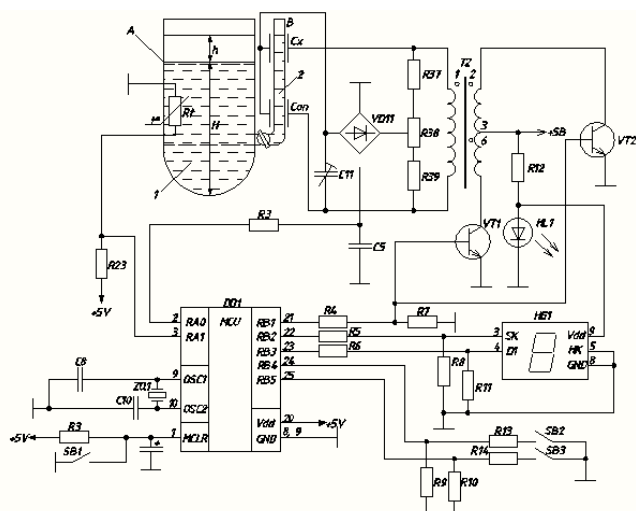 A
B
h
Cx
2
Con
Rt
t°
H
1
VD11
C11
R37
R38
R39
T2
1
2
3
6
+5B
R12
VT2
HL1
VT1
R2
C5
R23
+5V
DD1
MCU
2
RA0
3
RA1
9
OSC1
10
OSC2
1
MCLR
RB1
21
RB2
22
RB3
23
RB4
24
RB5
25
Vdd
20
+5V
GND
8, 9
R4
R5
R6
R7
R8
R11
HG1
3
SK
4
D1
Vdd
9
HK
5
GND
8
C8
ZQ1
C10
+5V
R3
SB1
+
R13
SB2
R14
SB3
R9
R10